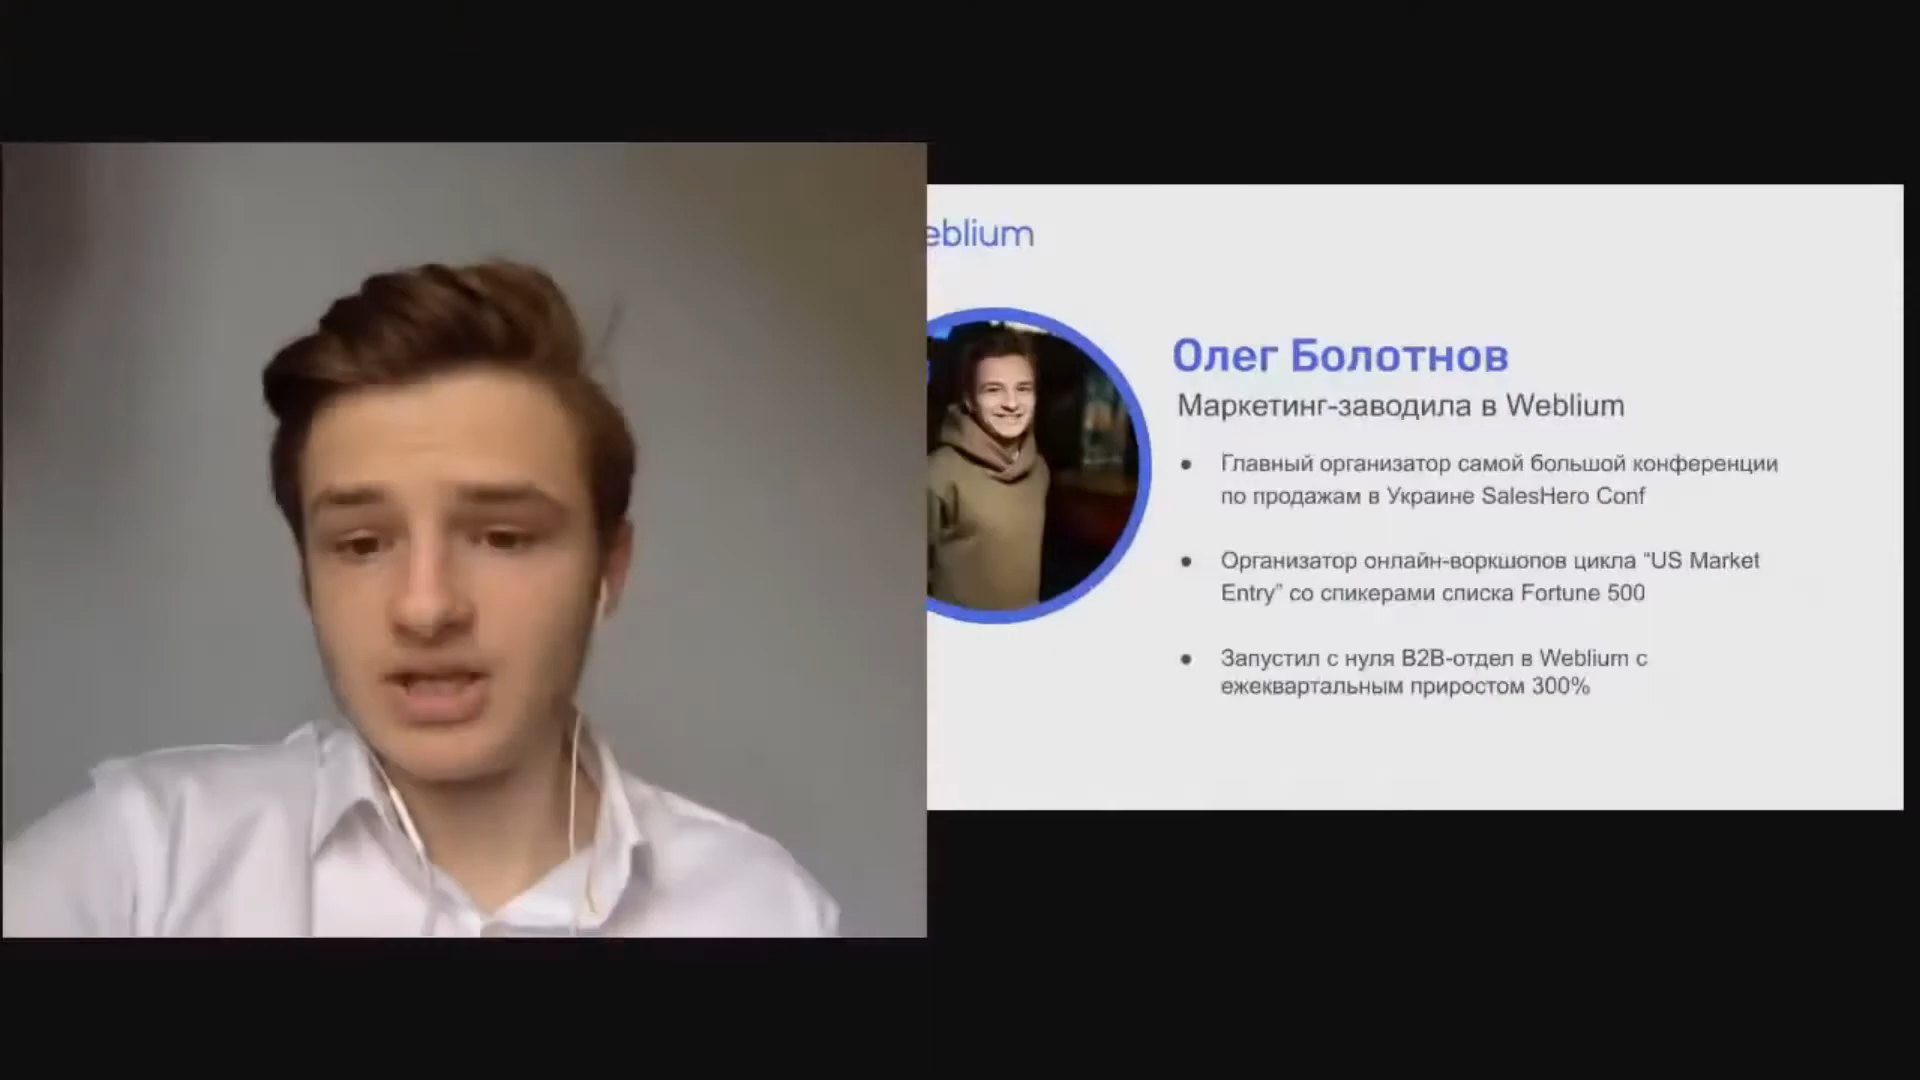 eblium
Олег Болотнов
Маркетинг-заводила в Weblium
● Главный организатор самой большой конференции
по продажам в Украине SalesHero Conf
● Организатор онлайн-воркшопов цикла “US Market
Entry” со спикерами списка Fortune 500
● Запустил с нуля B2B-отдел в Weblium с
ежеквартальным приростом 300%